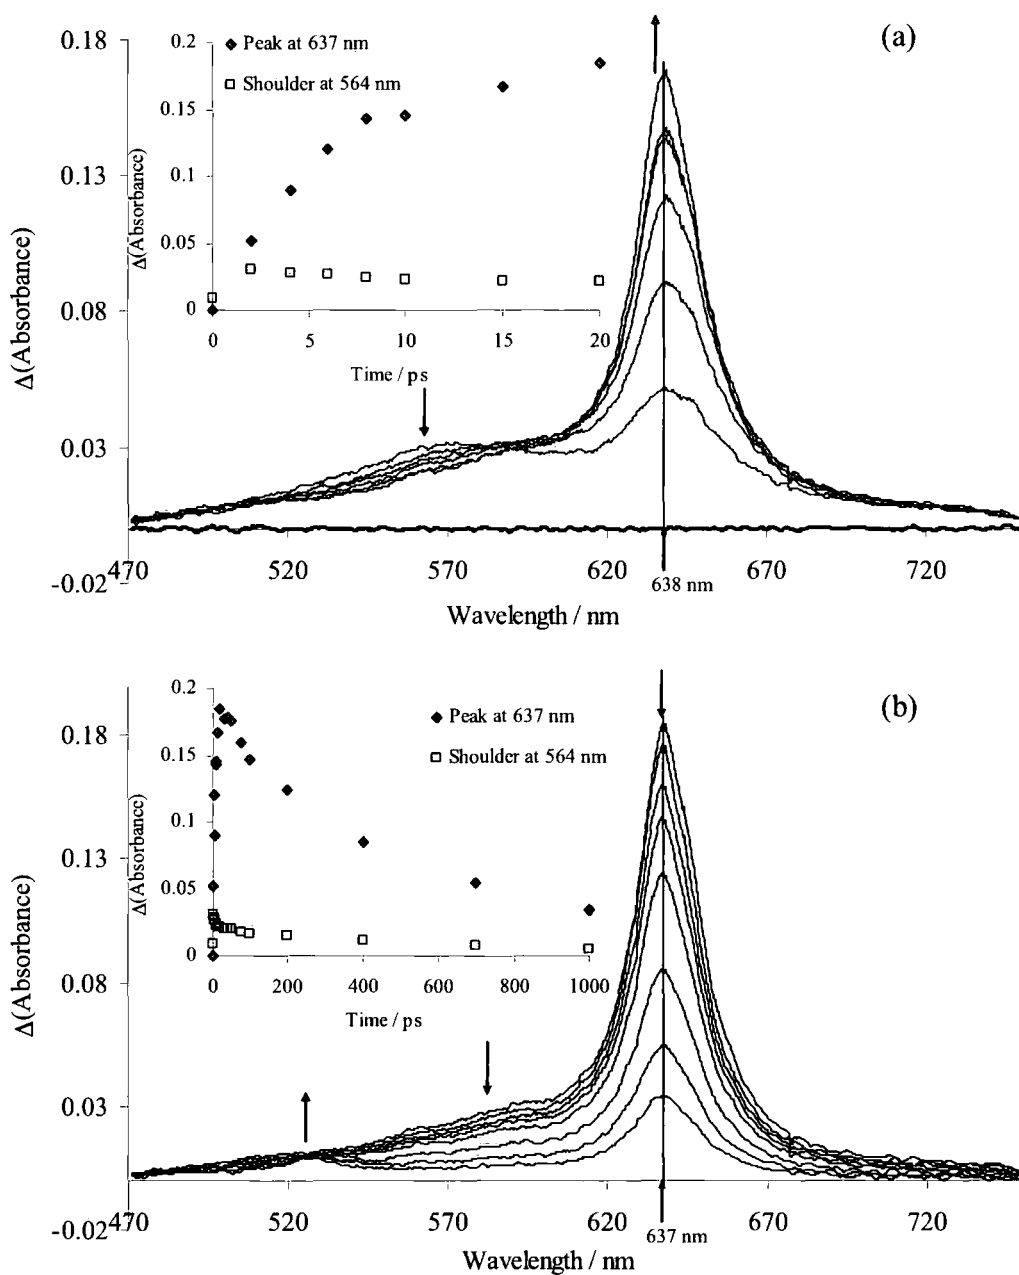 (a)
0.18
0.13
0.08
0.03
-0.02
Δ(Absorbance)
0.2
0.15
0.1
0.05
0
Δ(Absorbance)
◆ Peak at 637 nm
□ Shoulder at 564 nm
0 5 10 15 20
Time / ps
470 520 570 620 670 720
638 nm
Wavelength / nm
(b)
0.18
0.13
0.08
0.03
-0.02
Δ(Absorbance)
0.2
0.15
0.1
0.05
0
Δ(Absorbance)
◆ Peak at 637 nm
□ Shoulder at 564 nm
0 200 400 600 800 1000
Time / ps
470 520 570 620 670 720
637 nm
Wavelength / nm